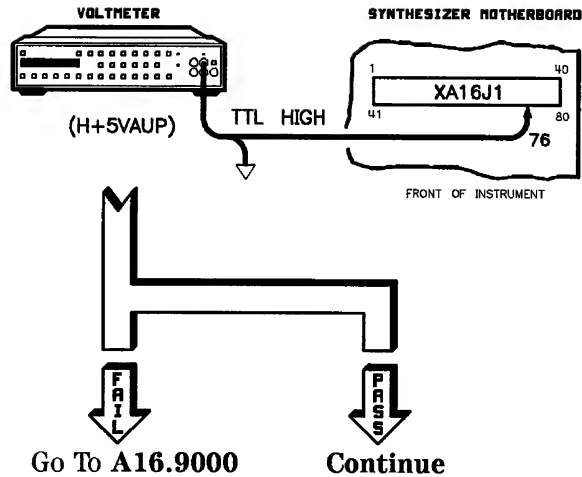 VOLTMETER
SYNTHESIZER MOTHERBOARD
1
40
XA16J1
(H+5VAUP)
TTL HIGH
41
80
76
FRONT OF INSTRUMENT
FAIL
PASS
Go To A16.9000
Continue